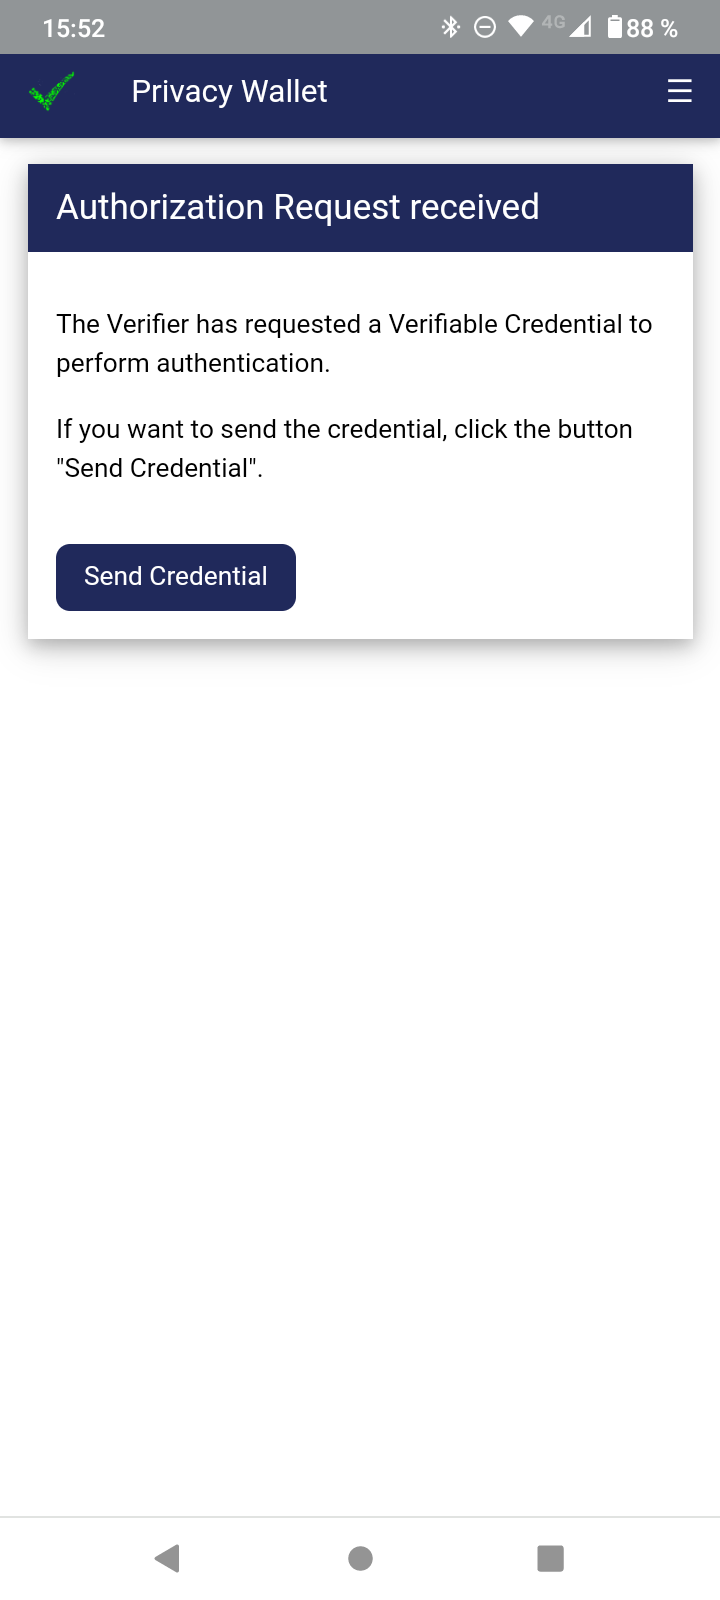 15:52 4G 88 %
Privacy Wallet
Authorization Request received
The Verifier has requested a Verifiable Credential to
perform authentication.
If you want to send the credential, click the button
"Send Credential".
Send Credential